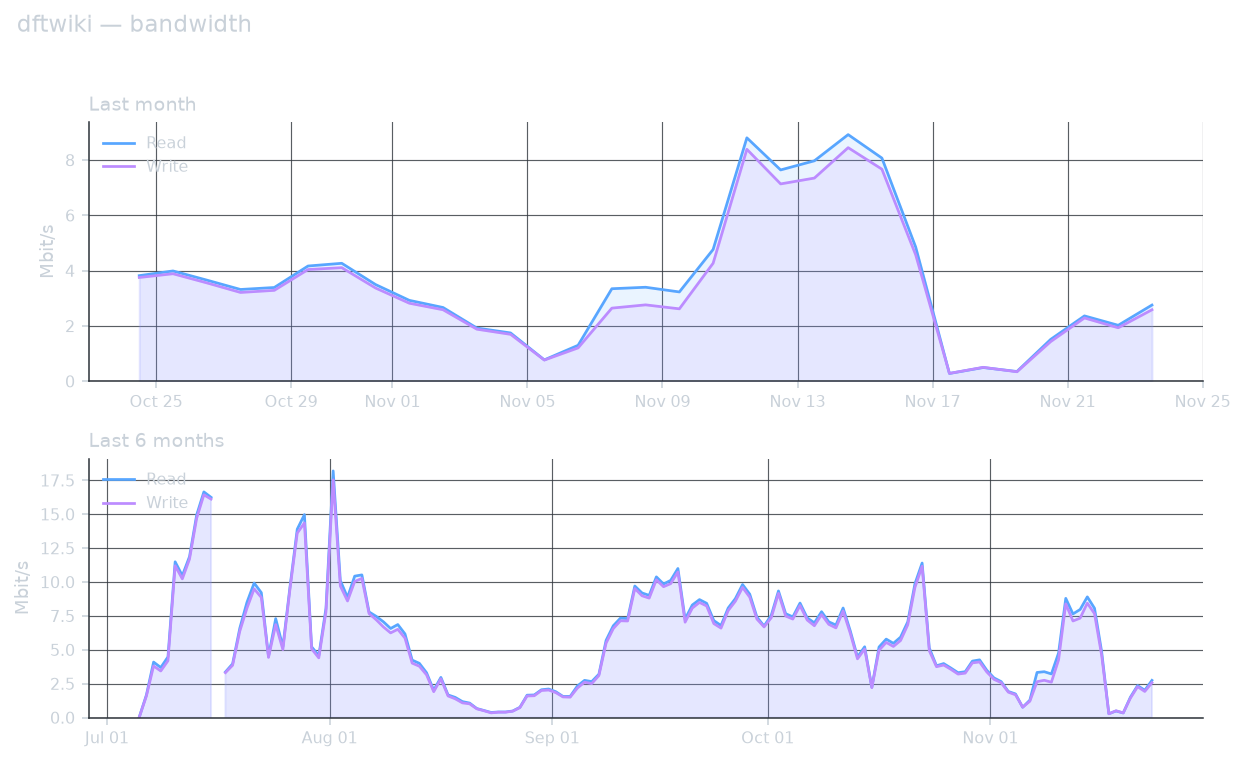 dftwiki — bandwidth
Last month
Read
Write
8
6
4
2
0
Mbit/s
Oct 25 Oct 29 Nov 01 Nov 05 Nov 09 Nov 13 Nov 17 Nov 21 Nov 25
Last 6 months
Read
Write
17.5
15.0
12.5
10.0
7.5
5.0
2.5
0.0
Mbit/s
Jul 01 Aug 01 Sep 01 Oct 01 Nov 01